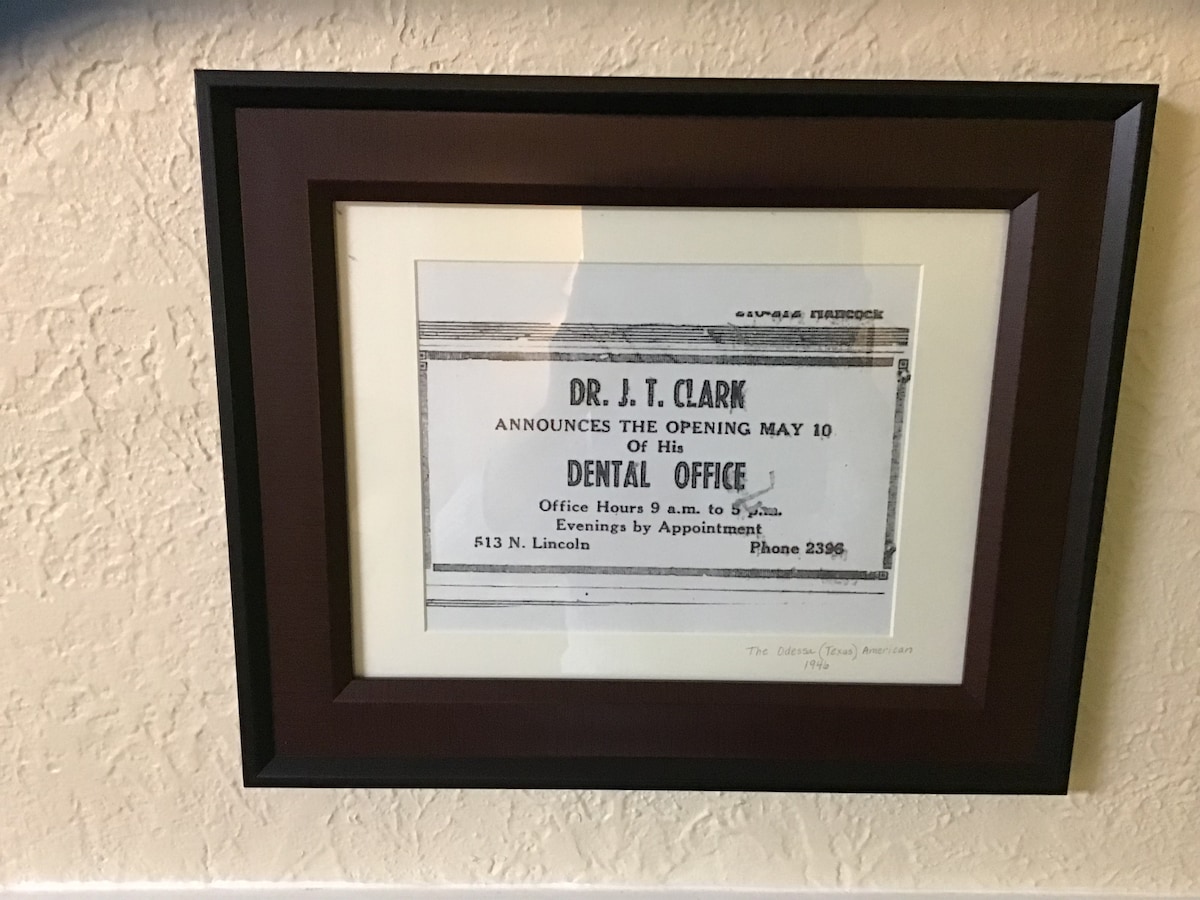 Hancock
DR. J. T. CLARK
ANNOUNCES THE OPENING MAY 10
Of His
DENTAL OFFICE
Office Hours 9 a.m. to 5 p.m.
Evenings by Appointment
513 N. Lincoln Phone 2396
The Odessa (Texas) American
1946